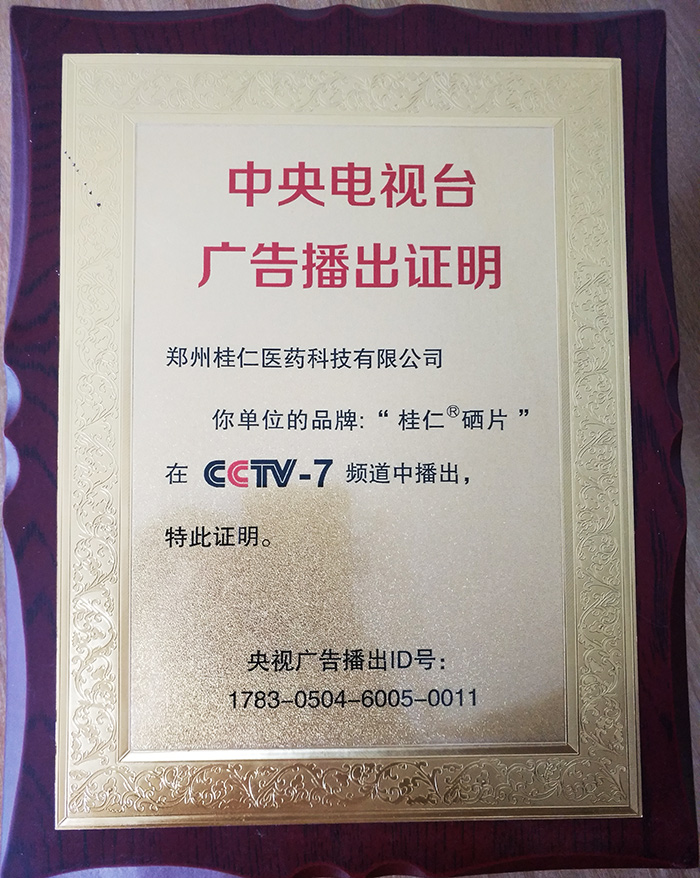 中央电视台
广告播出证明
郑州桂仁医药科技有限公司
你单位的品牌:“桂仁®硒片”
在 CCTV-7 频道中播出，
特此证明。
央视广告播出ID号：
1783-0504-6005-0011